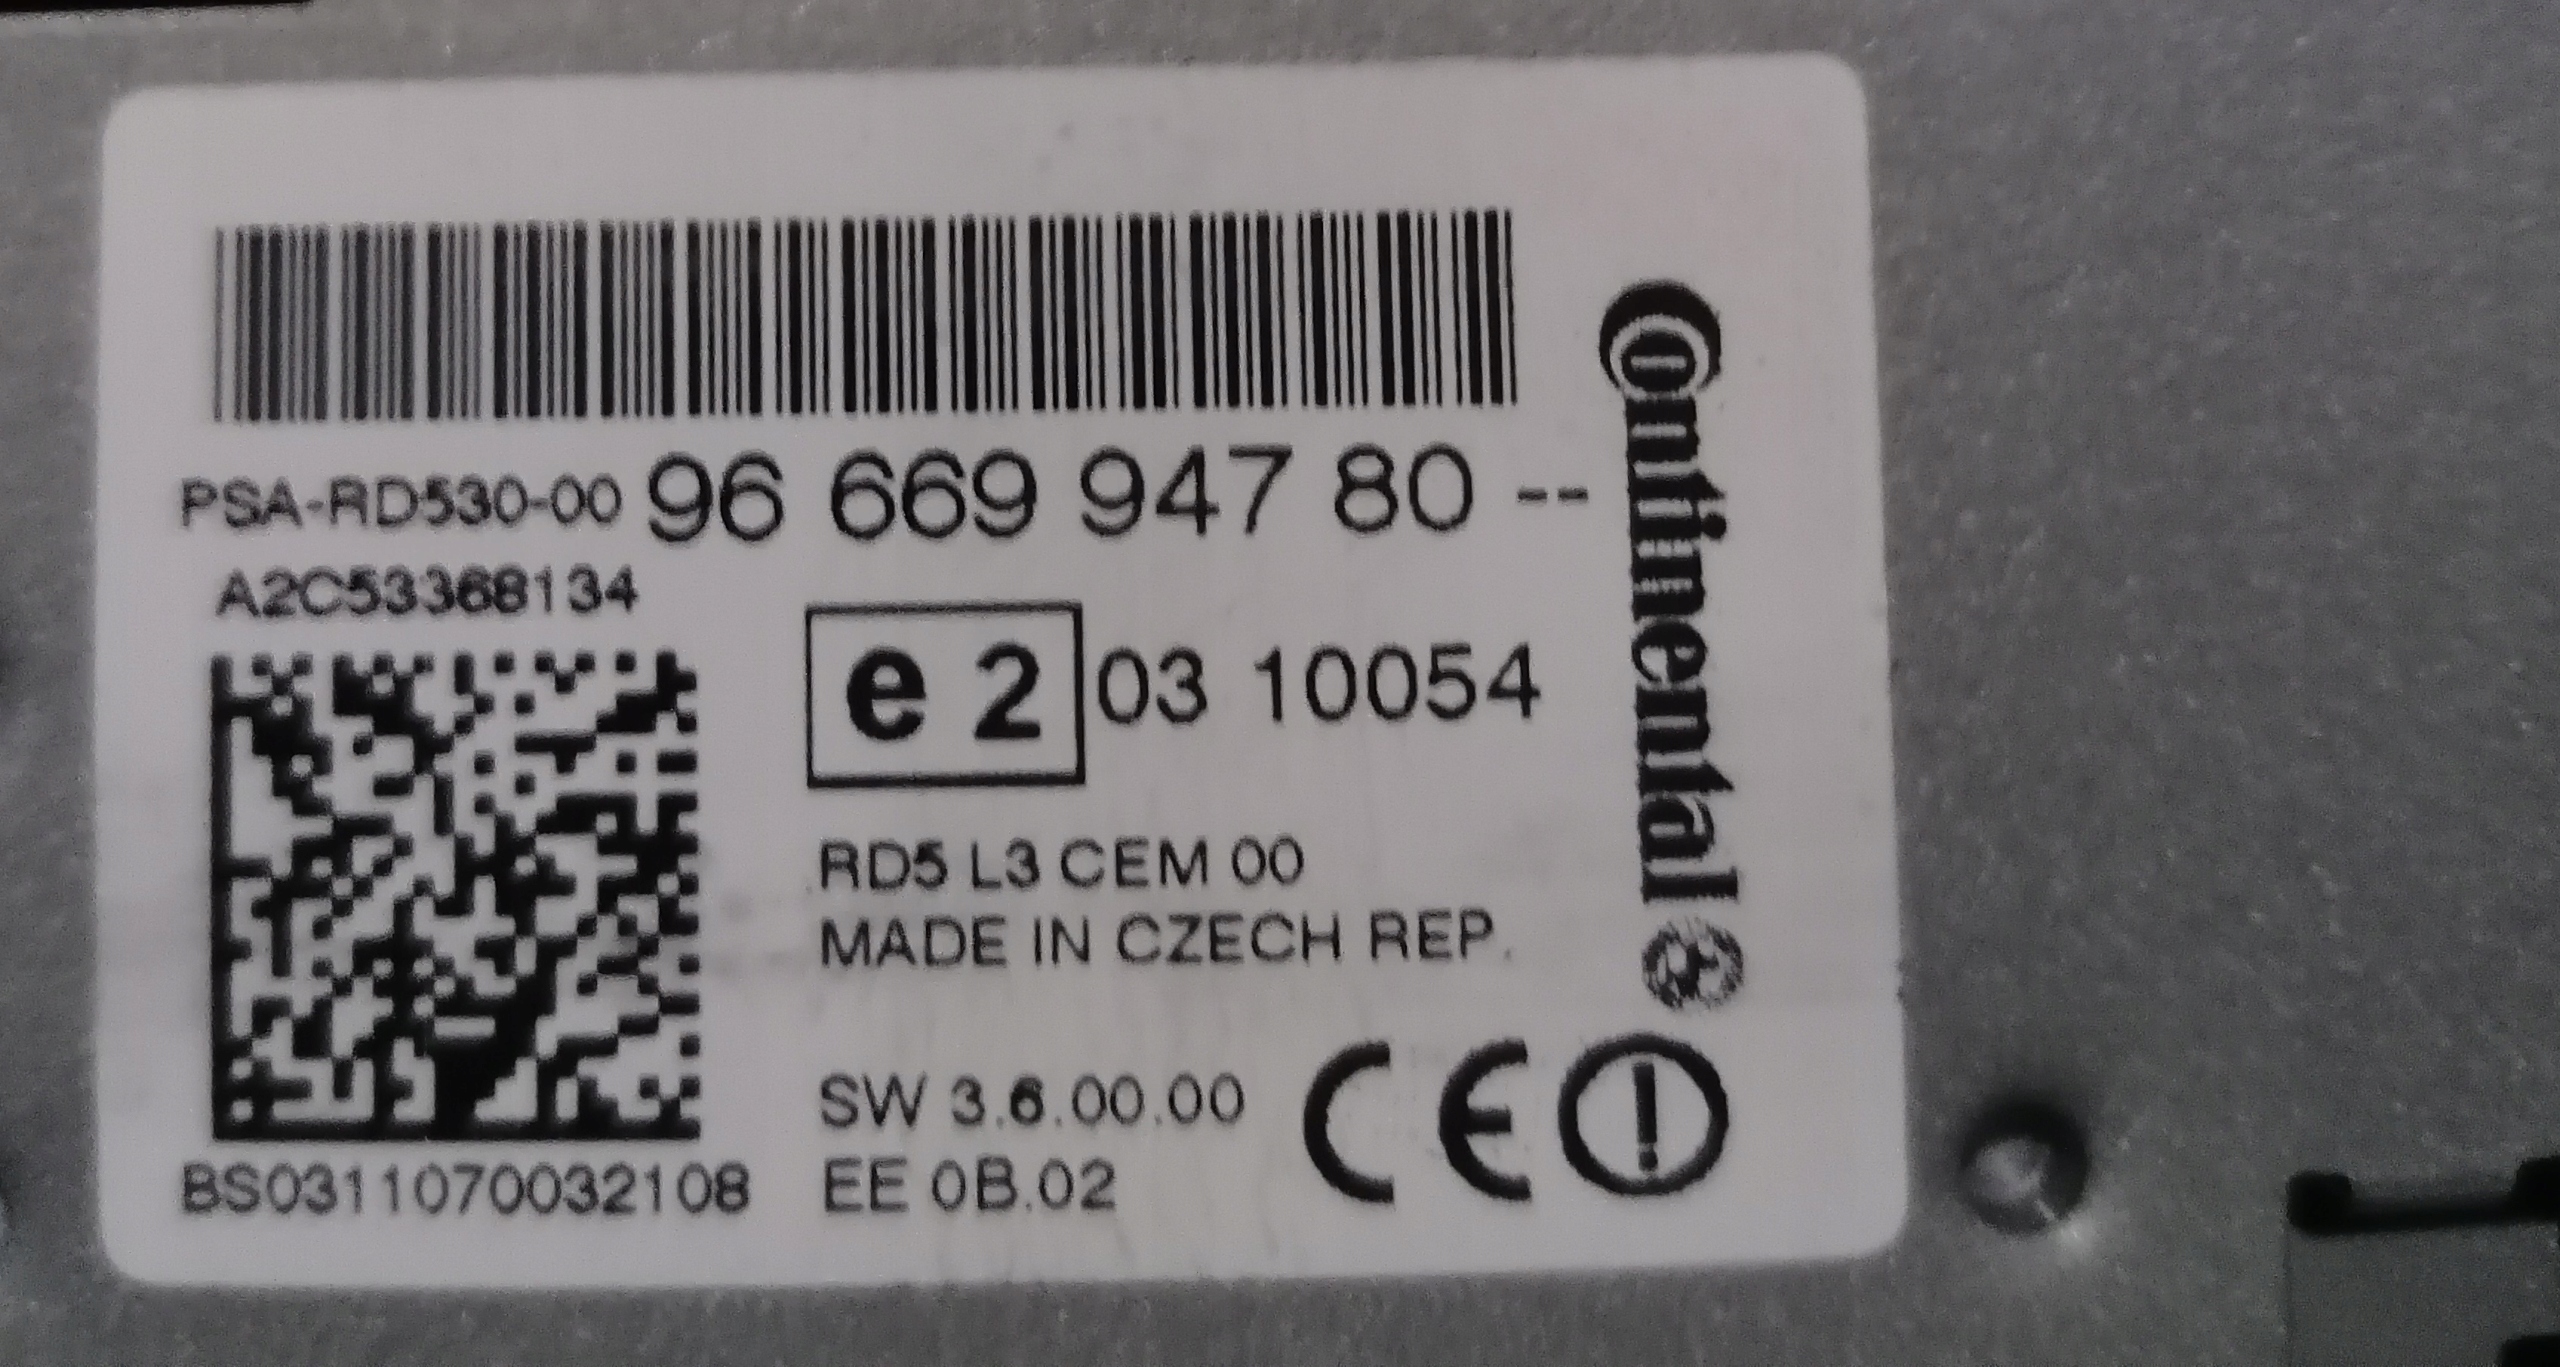 PSA-RD530-00 96 669 947 80 --
A2C53368134
e 2 03 10054
RD5 L3 CEM 00
MADE IN CZECH REP.
SW 3.6.00.00
EE 0B.02
CE
BS0311070032108
Continental